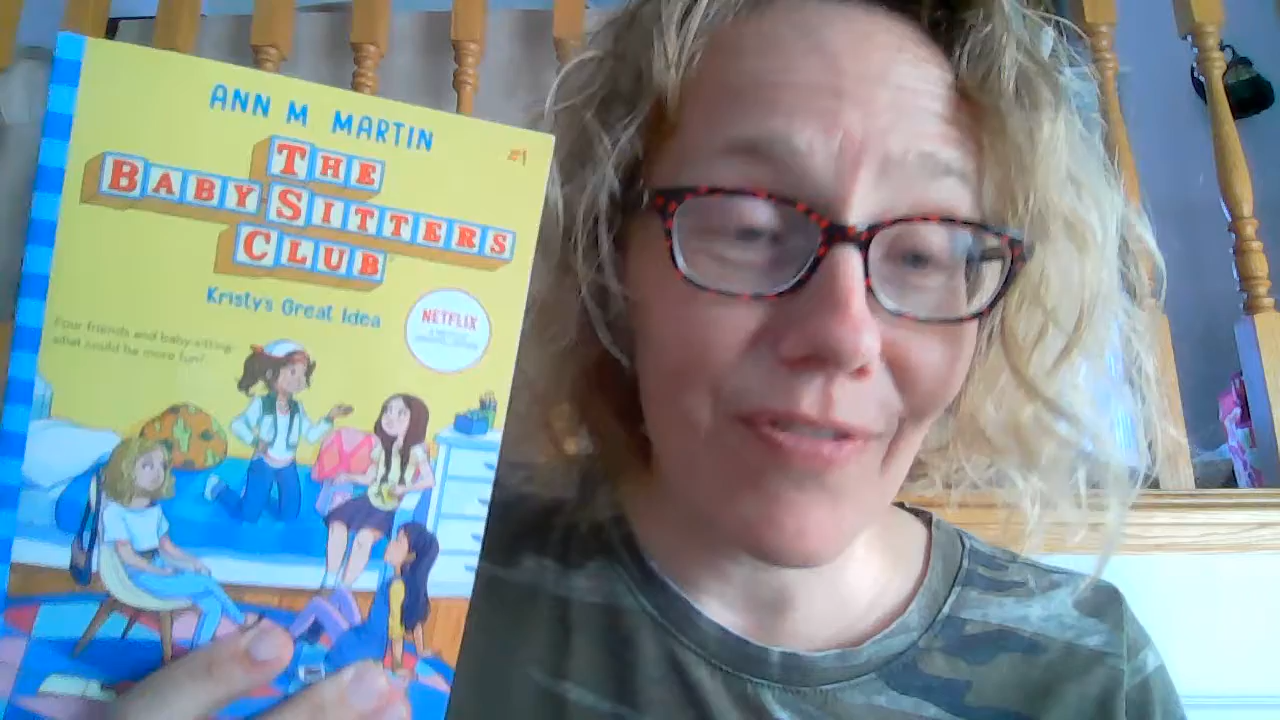 ANN M MARTIN
#1
THE
BABY-SITTERS
CLUB
Kristy's Great Idea
NETFLIX
Four friends and baby-sitting-
what could be more fun?